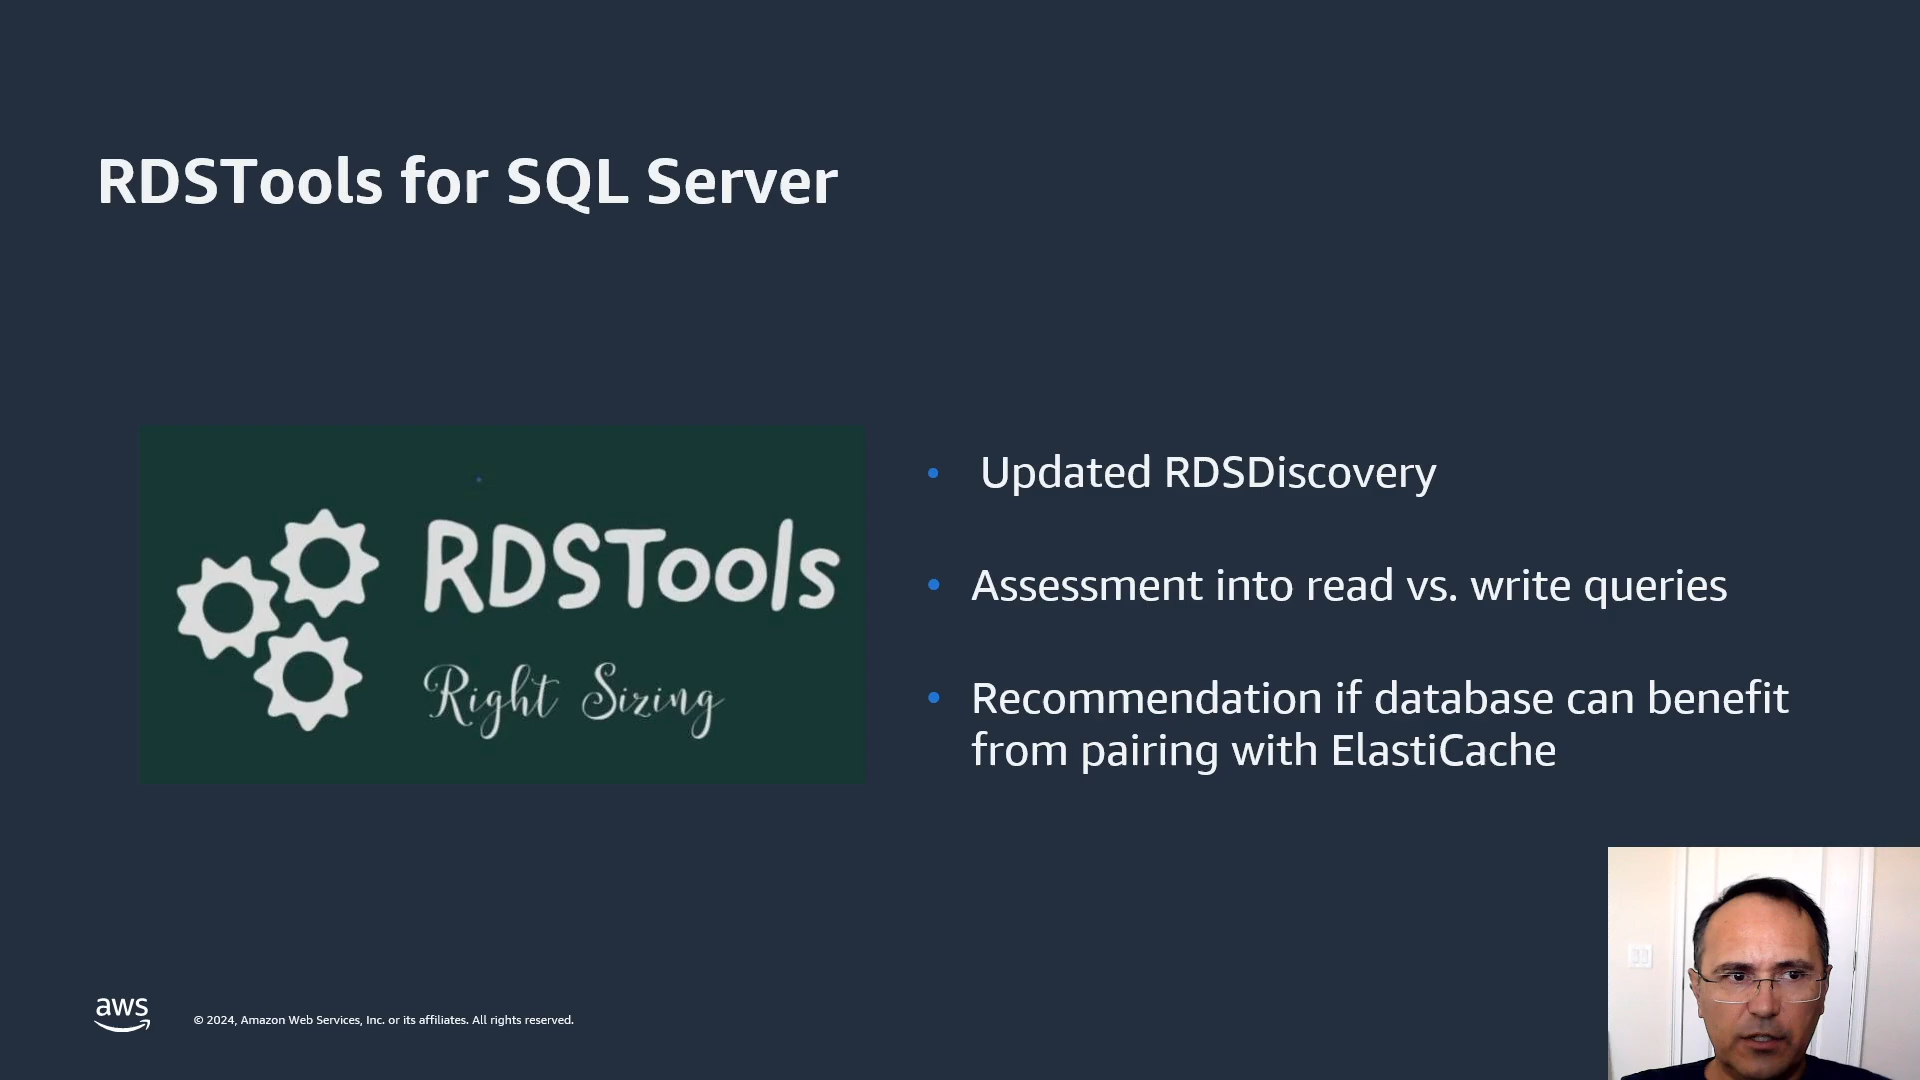 RDSTools for SQL Server
RDSTools
Right Sizing
• Updated RDSDiscovery
• Assessment into read vs. write queries
• Recommendation if database can benefit
from pairing with ElastiCache
aws
© 2024, Amazon Web Services, Inc. or its affiliates. All rights reserved.